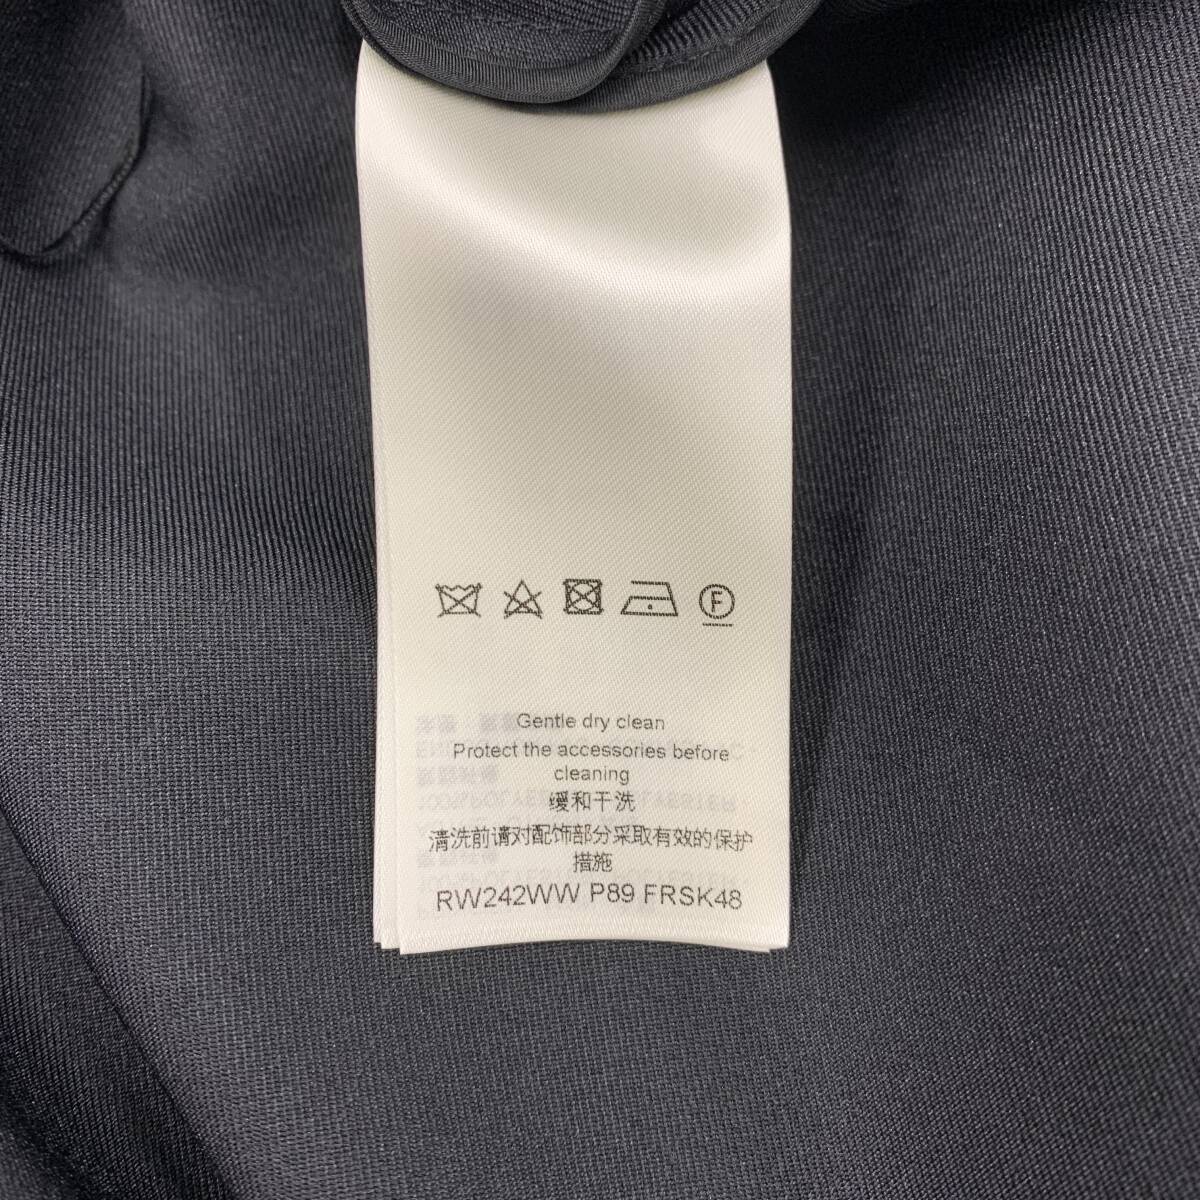 F
Gentle dry clean
Protect the accessories before
cleaning
缓和干洗
清洗前请对配饰部分采取有效的保护
措施
RW242WW P89 FRSK48